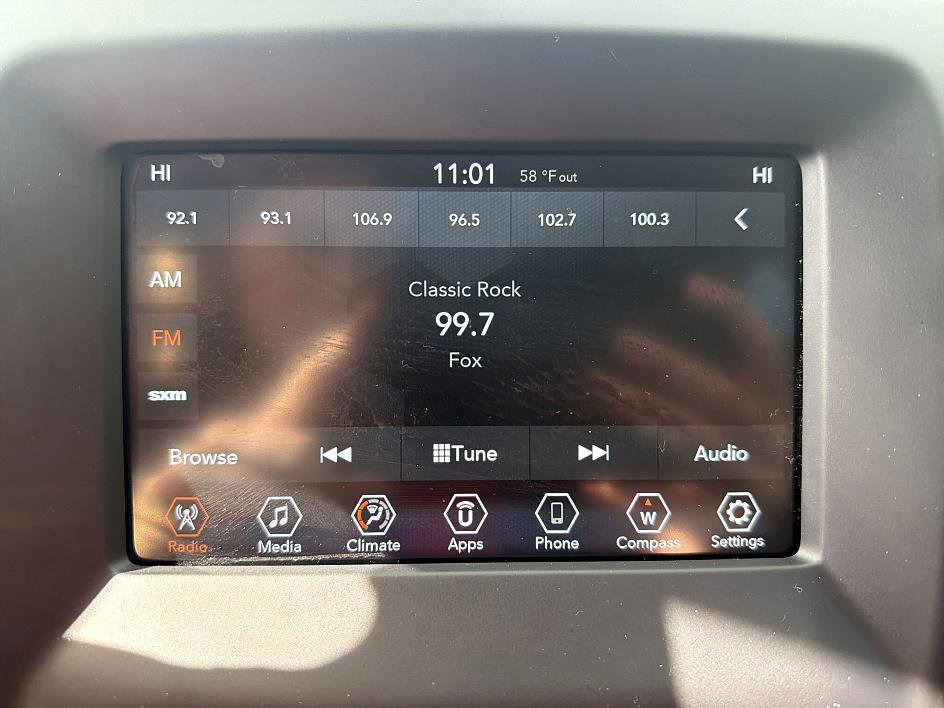 HI 11:01 58 °F out HI
92.1 93.1 106.9 96.5 102.7 100.3
AM
Classic Rock
99.7
FM
Fox
sxm
Browse Tune Audio
W
Radio Media Climate Apps Phone Compass Settings